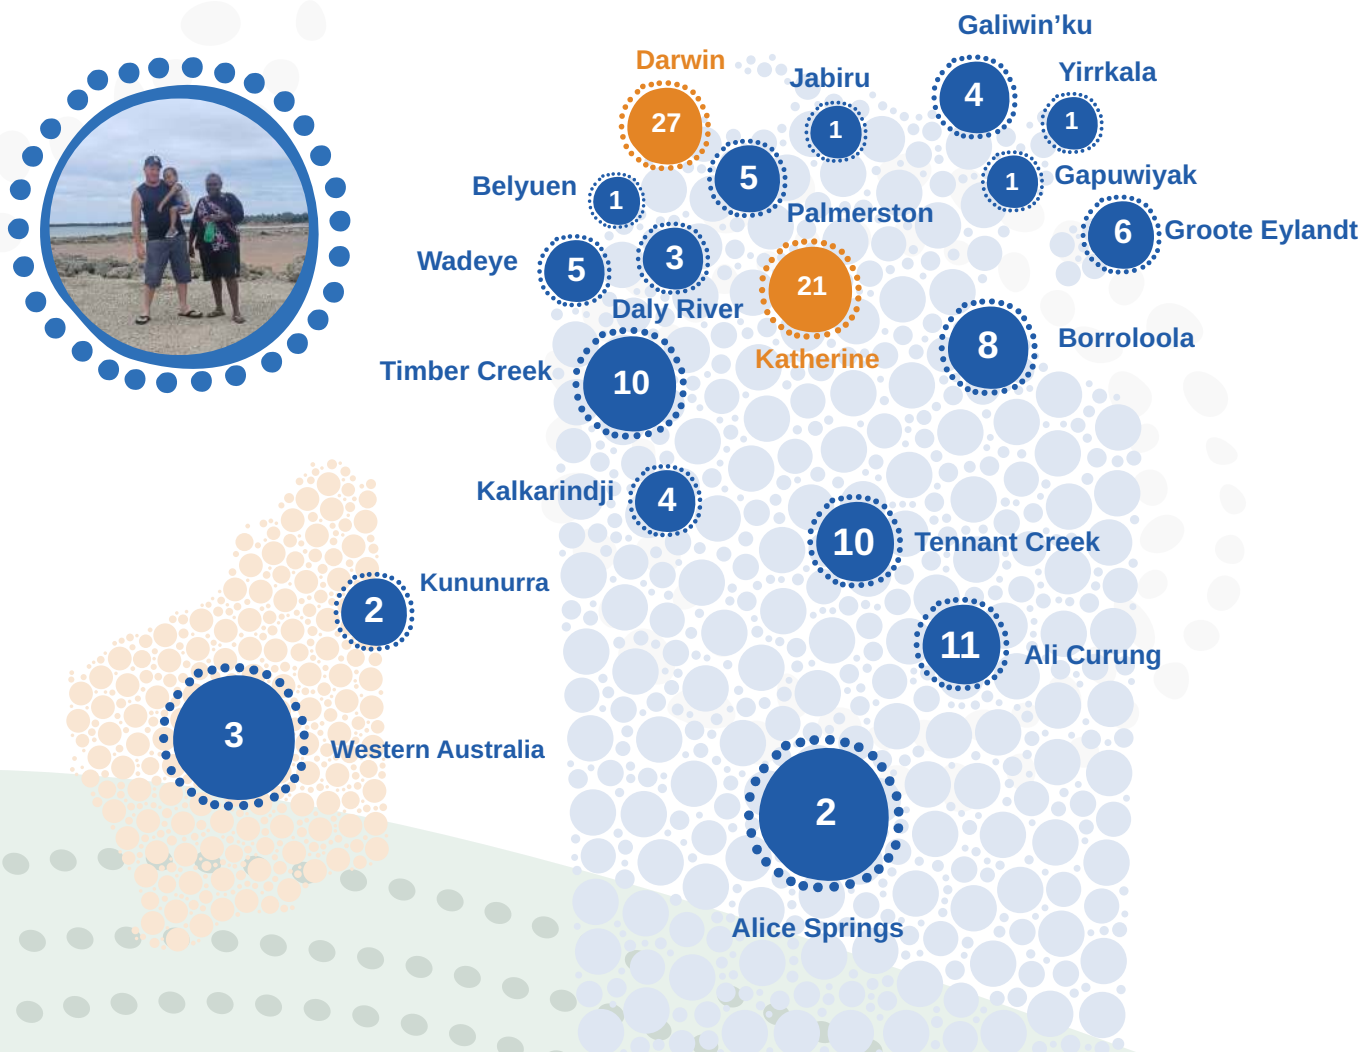 Galiwin’ku
4
Darwin
27
Jabiru
1
Yirrkala
1
Belyuen
1
5
Palmerston
1
Gapuwiyak
6
Groote Eylandt
Wadeye
5
3
Daly River
21
Katherine
8
Borroloola
Timber Creek
10
Kalkarindji
4
10
Tennant Creek
Kununurra
2
11
Ali Curung
3
Western Australia
2
Alice Springs